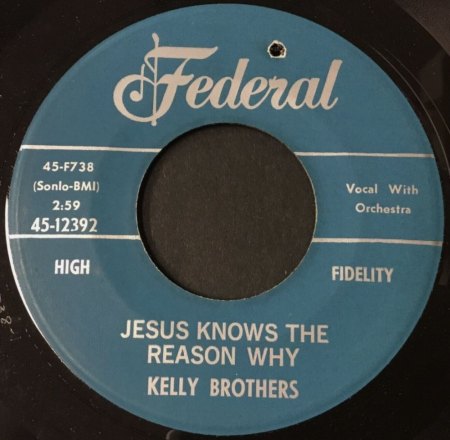 Federal
45-F738
(Sonlo-BMI)
2:59
45-12392
Vocal With
Orchestra
HIGH
FIDELITY
JESUS KNOWS THE
REASON WHY
KELLY BROTHERS